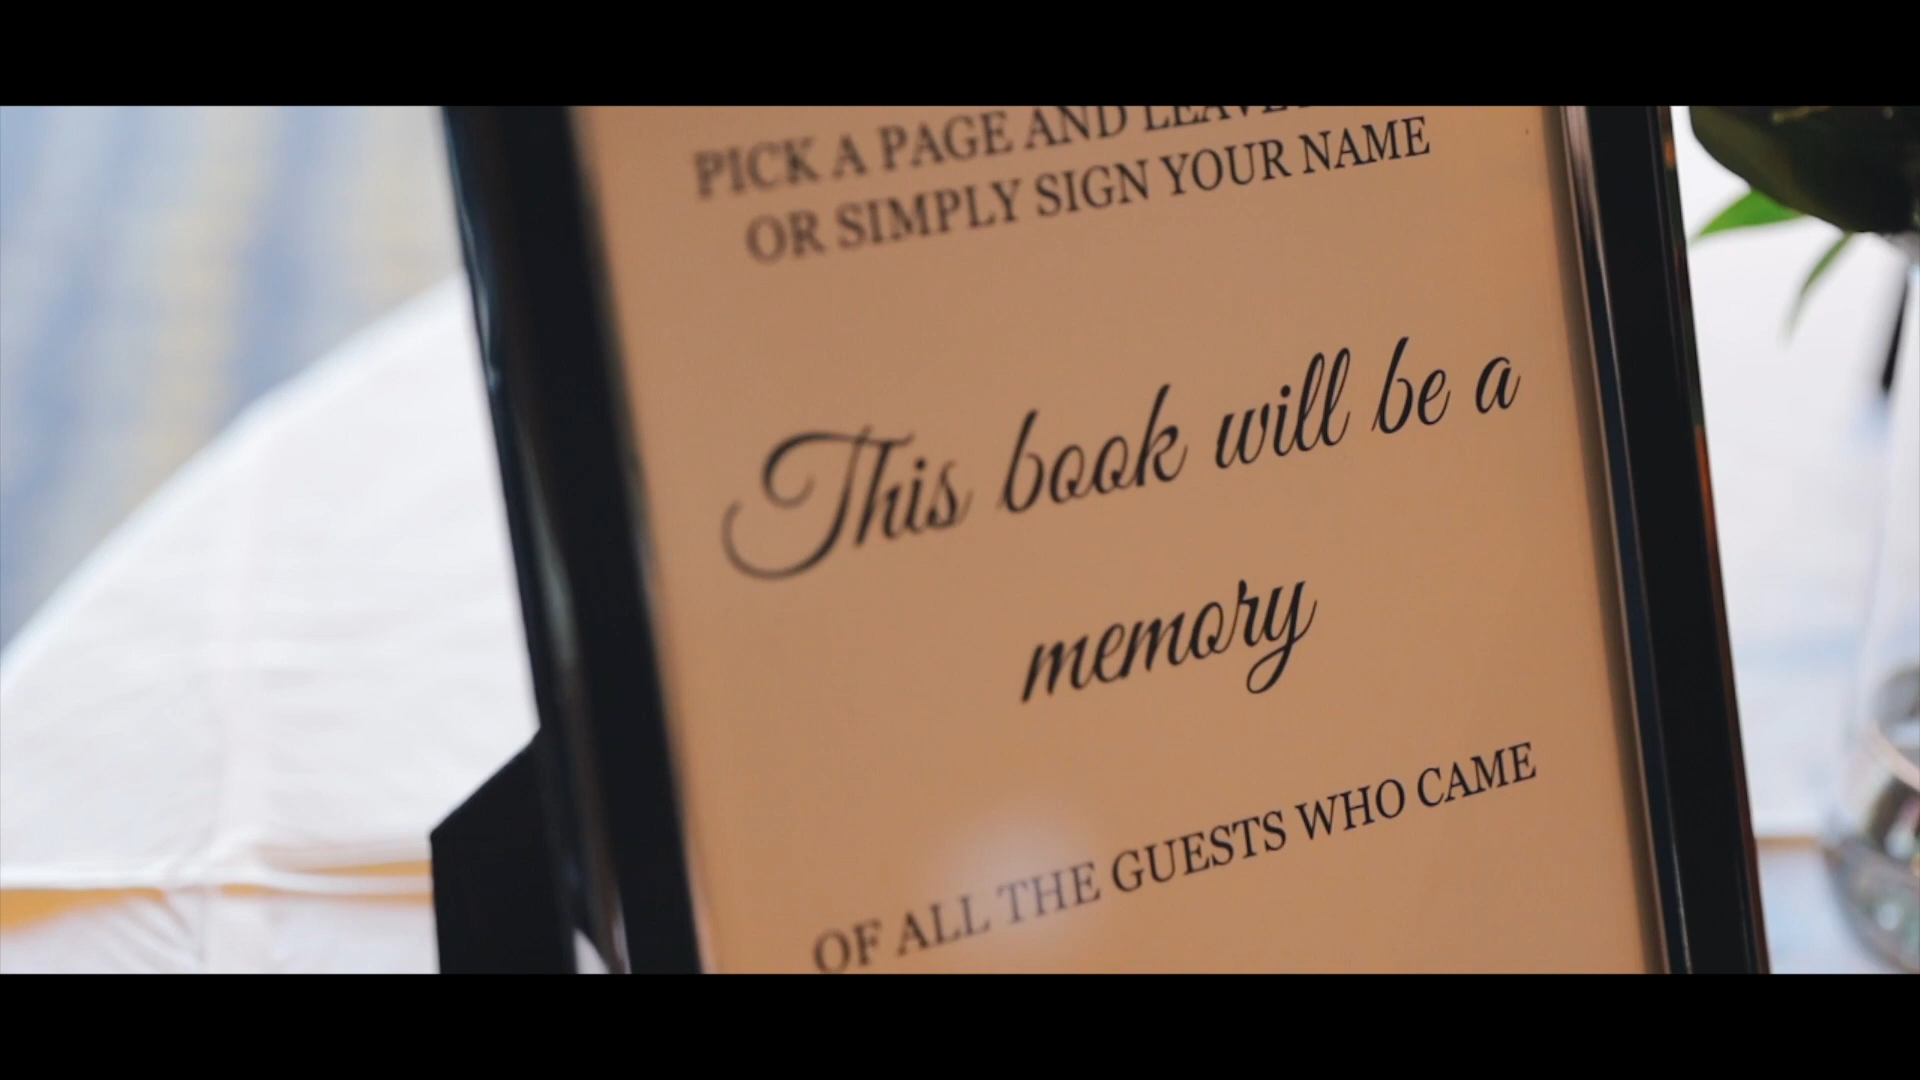 PICK A PAGE AND LEAVE
OR SIMPLY SIGN YOUR NAME
This book will be a
memory
OF ALL THE GUESTS WHO CAME